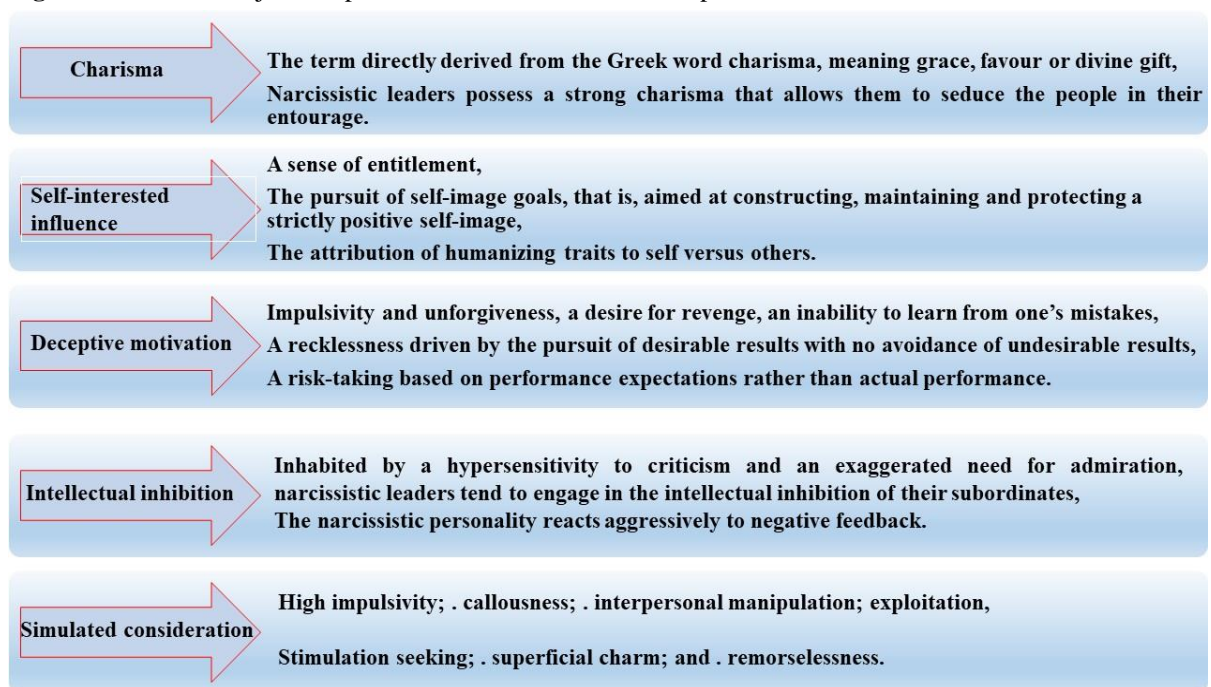 Charisma
The term directly derived from the Greek word charisma, meaning grace, favour or divine gift,
Narcissistic leaders possess a strong charisma that allows them to seduce the people in their
entourage.
Self-interested
influence
A sense of entitlement,
The pursuit of self-image goals, that is, aimed at constructing, maintaining and protecting a
strictly positive self-image,
The attribution of humanizing traits to self versus others.
Deceptive motivation
Impulsivity and unforgiveness, a desire for revenge, an inability to learn from one's mistakes,
A recklessness driven by the pursuit of desirable results with no avoidance of undesirable results,
A risk-taking based on performance expectations rather than actual performance.
Intellectual inhibition
Inhabited by a hypersensitivity to criticism and an exaggerated need for admiration,
narcissistic leaders tend to engage in the intellectual inhibition of their subordinates,
The narcissistic personality reacts aggressively to negative feedback.
Simulated consideration
High impulsivity; . callousness; . interpersonal manipulation; exploitation,
Stimulation seeking; . superficial charm; and . remorselessness.